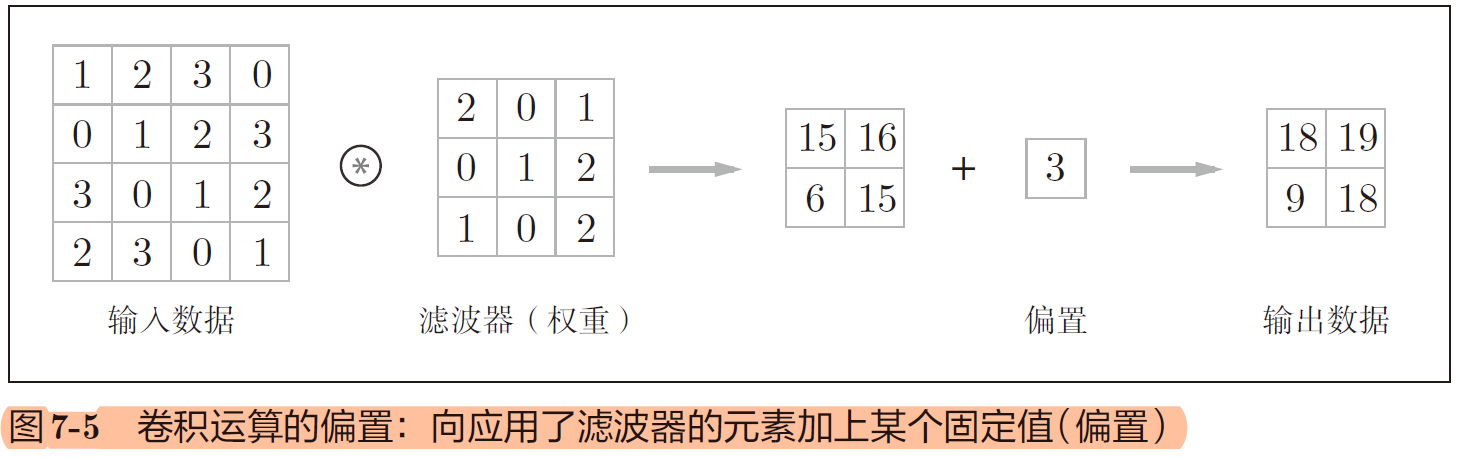 1 2 3 0
0 1 2 3
3 0 1 2
2 3 0 1
⊛
2 0 1
0 1 2
1 0 2
15 16
6 15
+
3
18 19
9 18
输入数据 滤波器（权重） 偏置 输出数据
图7-5 卷积运算的偏置：向应用了滤波器的元素加上某个固定值（偏置）